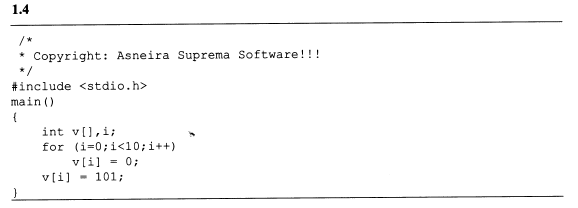 1.4
/*
* Copyright: Asneira Suprema Software!!!
*/
#include <stdio.h>
main()
{
int v[],i;
for (i=0;i<10;i++)
v[i] = 0;
v[i] = 101;
}